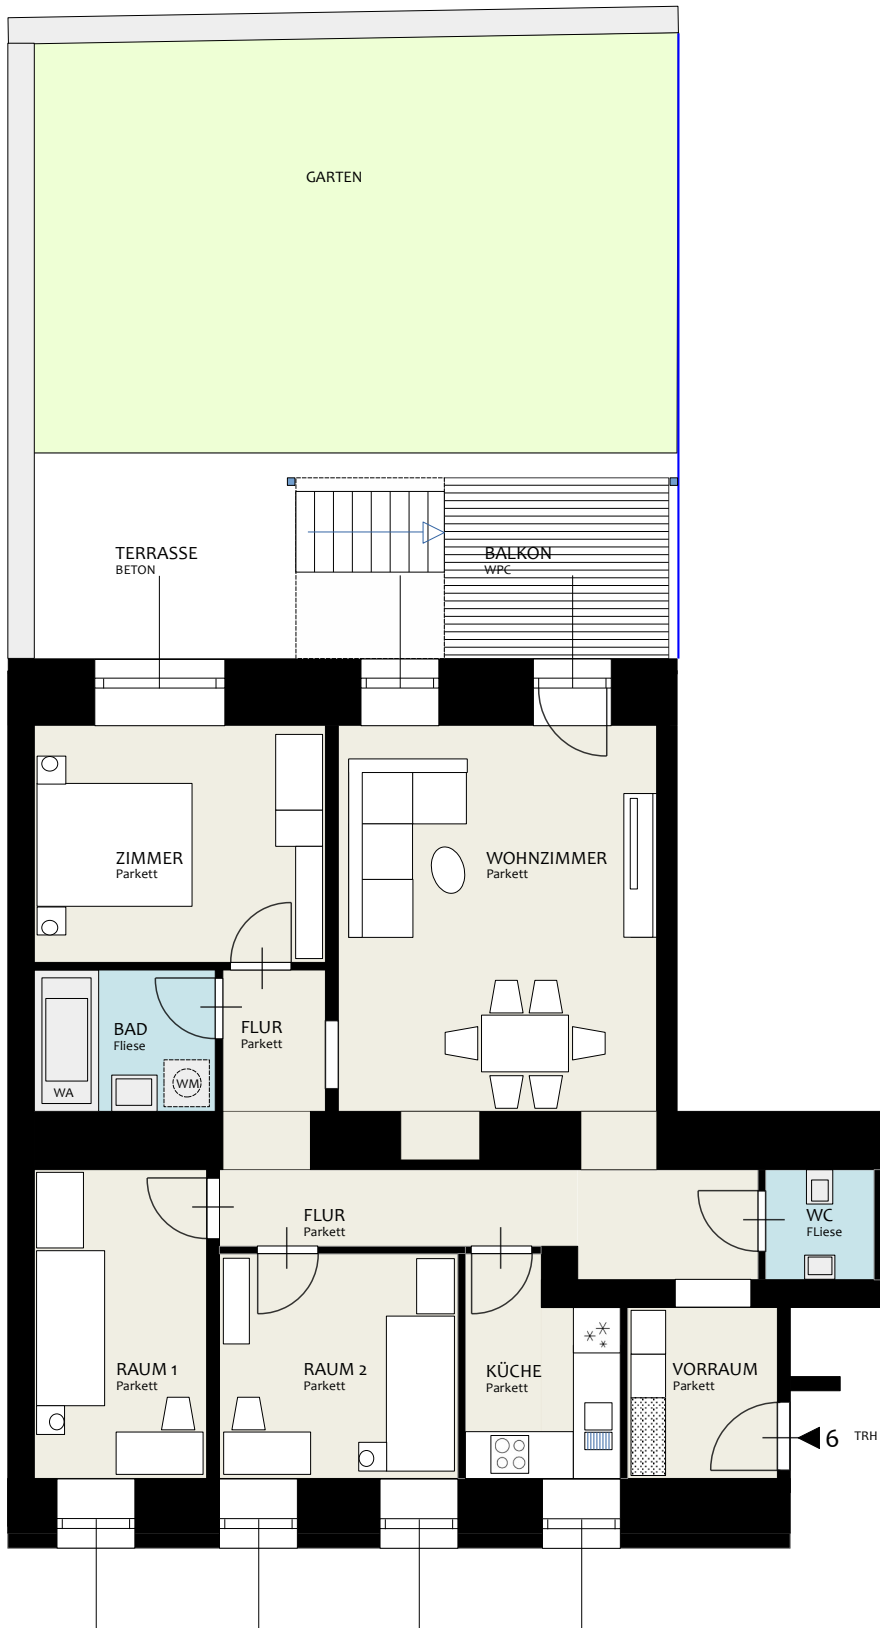 GARTEN
TERRASSE
BETON
BALKON
WPC
ZIMMER
Parkett
WOHNZIMMER
Parkett
BAD
Fliese
FLUR
Parkett
WA
WM
FLUR
Parkett
WC
FLiese
RAUM 1
Parkett
RAUM 2
Parkett
KÜCHE
Parkett
VORRAUM
Parkett
6 TRH